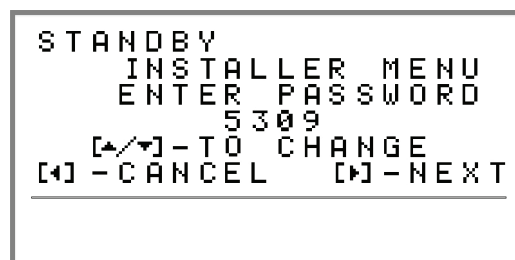 STANDBY
INSTALLER MENU
ENTER PASSWORD
5309
[▲/▼]-TO CHANGE
[◀] -CANCEL [▶]-NEXT